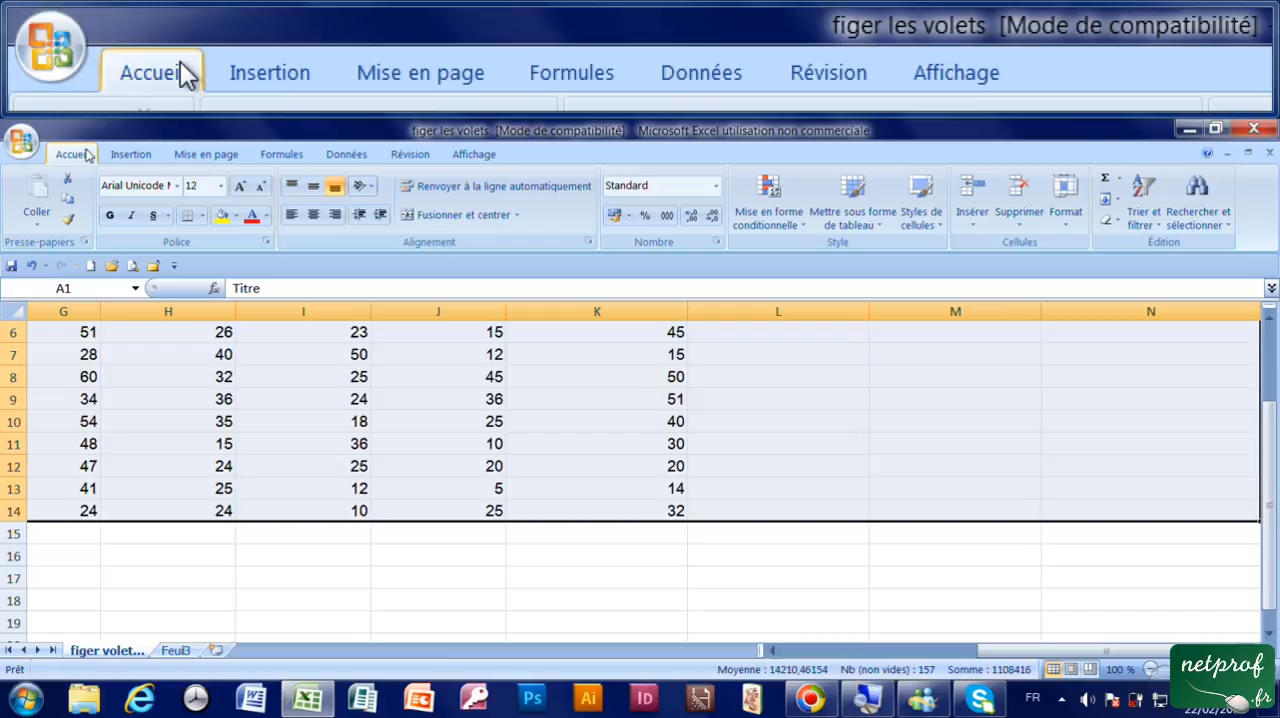 figer les volets [Mode de compatibilité]
Accueil Insertion Mise en page Formules Données Révision Affichage
figer les volets [Mode de compatibilité] - Microsoft Excel utilisation non commerciale
Accueil Insertion Mise en page Formules Données Révision Affichage
Coller
Presse-papiers
Arial Unicode 12
G I S A
Police
Renvoyer à la ligne automatiquement
Fusionner et centrer
Alignement
Standard
% 000
Nombre
Mise en forme conditionnelle
Mettre sous forme de tableau
Styles de cellules
Style
Insérer Supprimer Format
Cellules
Σ
Trier et filtrer
Rechercher et sélectionner
Édition
A1 fx Titre
G H I J K L M N
6 51 26 23 15 45
7 28 40 50 12 15
8 60 32 25 45 50
9 34 36 24 36 51
10 54 35 18 25 40
11 48 15 36 10 30
12 47 24 25 20 20
13 41 25 12 5 14
14 24 24 10 25 32
15
16
17
18
19
figer volet... Feuil3
Prêt Moyenne : 14210,46154 Nb (non vides) : 157 Somme : 1108416 100 %
Ps Ai Id FR
netprof
.fr